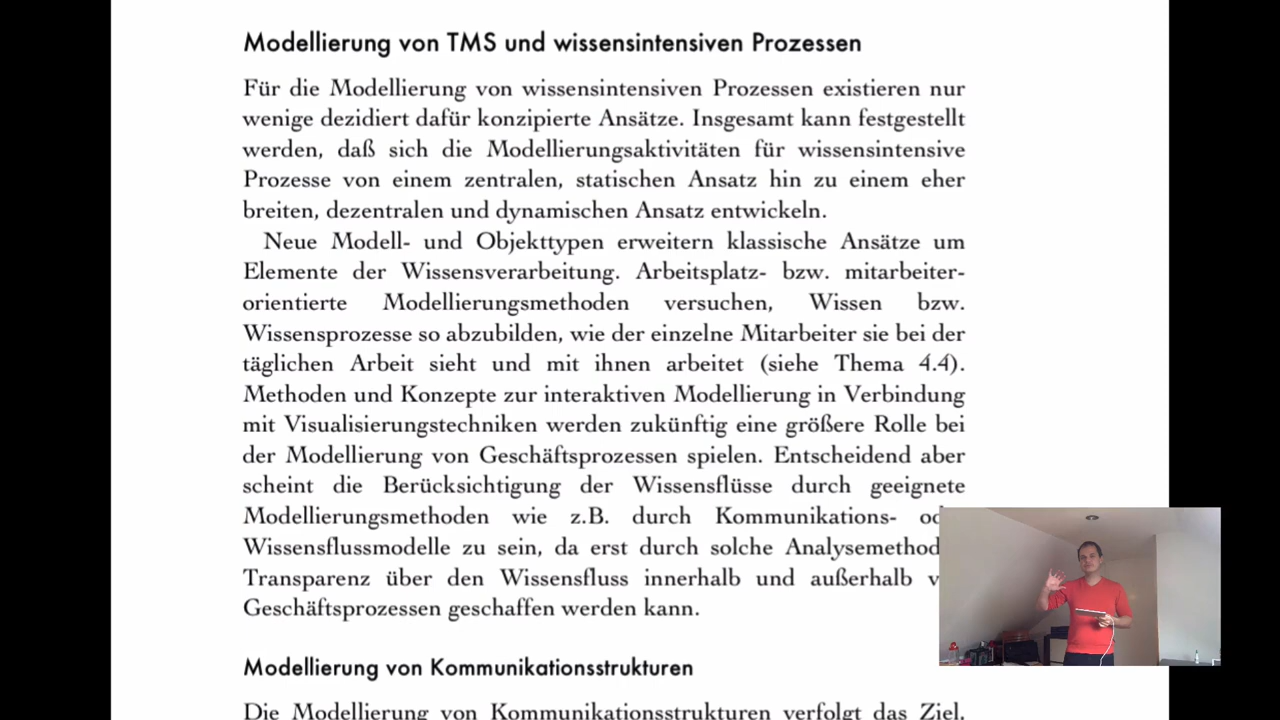 Modellierung von TMS und wissensintensiven Prozessen
Für die Modellierung von wissensintensiven Prozessen existieren nur
wenige dezidiert dafür konzipierte Ansätze. Insgesamt kann festgestellt
werden, daß sich die Modellierungsaktivitäten für wissensintensive
Prozesse von einem zentralen, statischen Ansatz hin zu einem eher
breiten, dezentralen und dynamischen Ansatz entwickeln.
Neue Modell- und Objekttypen erweitern klassische Ansätze um
Elemente der Wissensverarbeitung. Arbeitsplatz- bzw. mitarbeiter-
orientierte Modellierungsmethoden versuchen, Wissen bzw.
Wissensprozesse so abzubilden, wie der einzelne Mitarbeiter sie bei der
täglichen Arbeit sieht und mit ihnen arbeitet (siehe Thema 4.4).
Methoden und Konzepte zur interaktiven Modellierung in Verbindung
mit Visualisierungstechniken werden zukünftig eine größere Rolle bei
der Modellierung von Geschäftsprozessen spielen. Entscheidend aber
scheint die Berücksichtigung der Wissensflüsse durch geeignete
Modellierungsmethoden wie z.B. durch Kommunikations-
Wissensflussmodelle zu sein, da erst durch solche
Transparenz über den Wissensfluss innerhalb und außerhalb
Geschäftsprozessen geschaffen werden kann.
Modellierung von Kommunikationsstrukturen
Die Modellierung von Kommunikationsstrukturen verfolgt das Ziel,